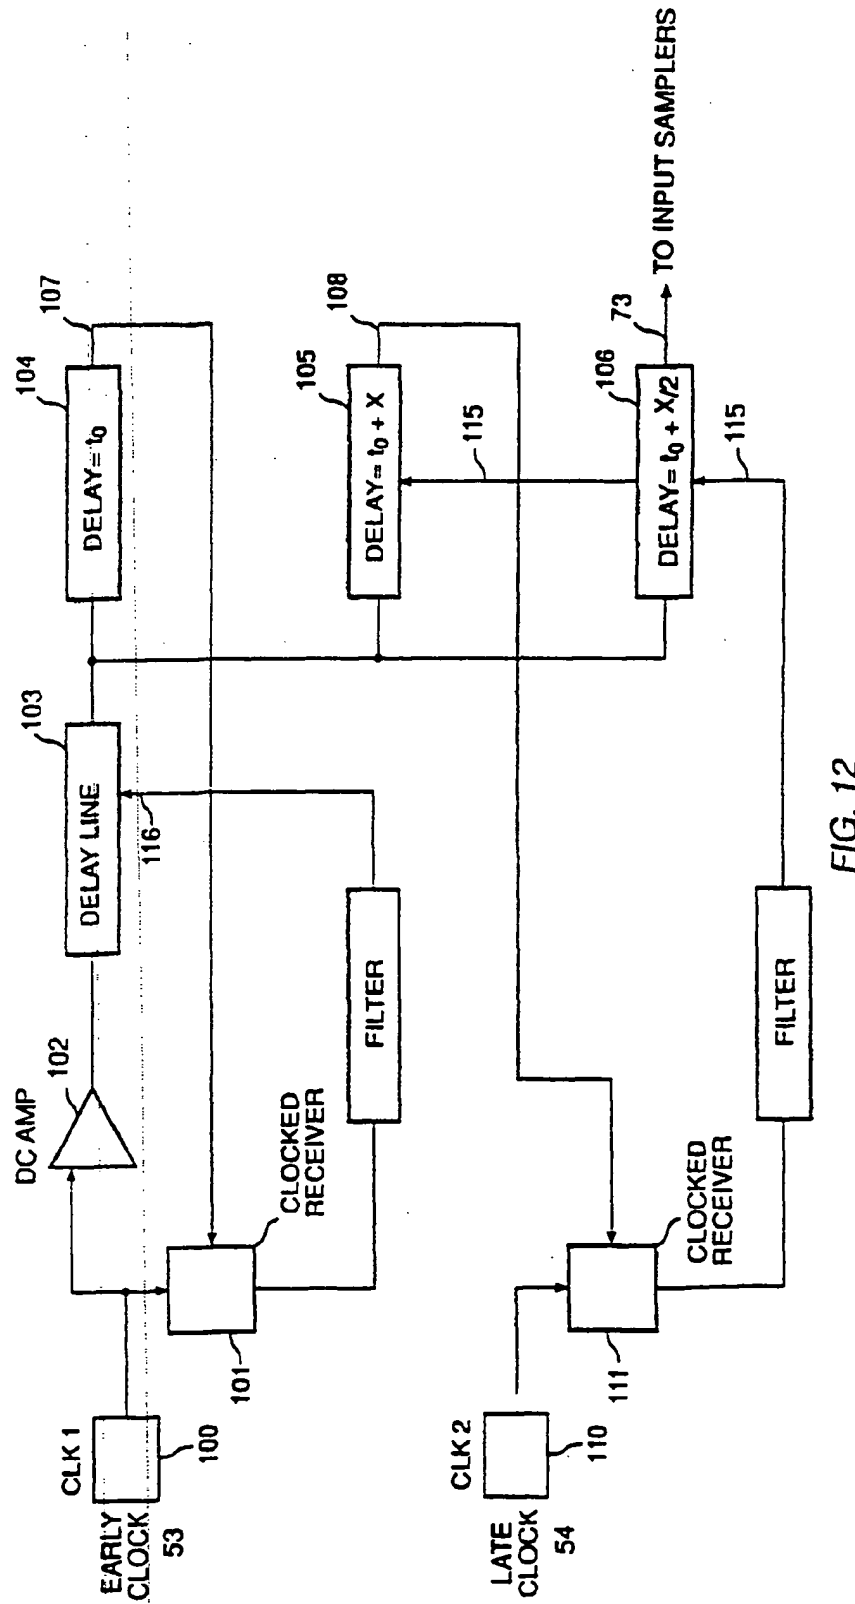 CLK 1
EARLY
CLOCK
53
100
DC AMP
102
DELAY LINE
103
DELAY= t0
104
107
101
CLOCKED
RECEIVER
FILTER
116
DELAY= t0 + X
105
108
115
CLK 2
LATE
CLOCK
54
110
111
CLOCKED
RECEIVER
FILTER
DELAY= t0 + X/2
106
73
TO INPUT SAMPLERS
115
FIG. 12